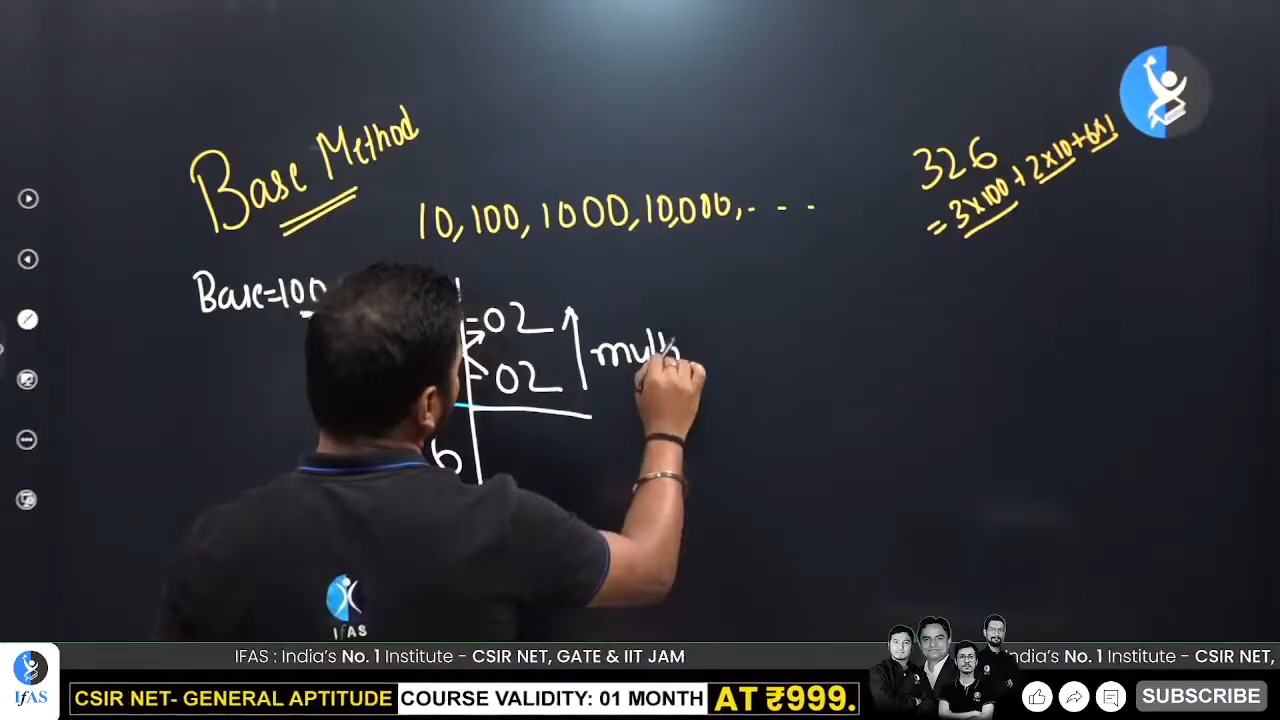 Base Method
10, 100, 1000, 10,000, - - -
326
= 3×100 + 2×10 + 6×1
Base=100
-02
-02
6
IFAS
IFAS : India's No. 1 Institute - CSIR NET, GATE & IIT JAM
India's No. 1 Institute - CSIR NET,
IfAS
CSIR NET- GENERAL APTITUDE
COURSE VALIDITY: 01 MONTH
AT ₹999.
SUBSCRIBE